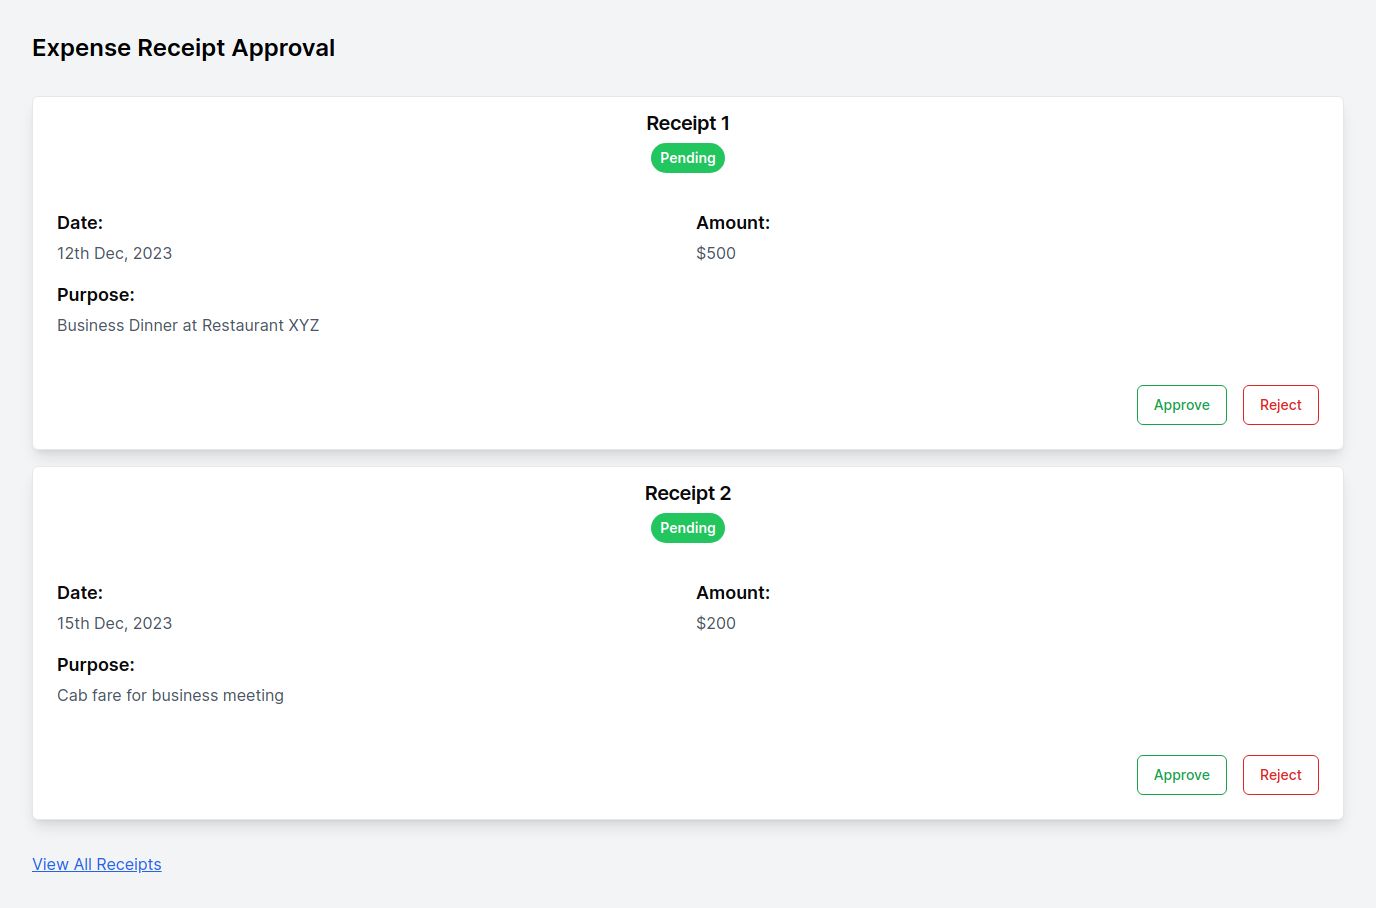 Expense Receipt Approval
Receipt 1
Pending
Date:
12th Dec, 2023
Amount:
$500
Purpose:
Business Dinner at Restaurant XYZ
Approve
Reject
Receipt 2
Pending
Date:
15th Dec, 2023
Amount:
$200
Purpose:
Cab fare for business meeting
Approve
Reject
View All Receipts